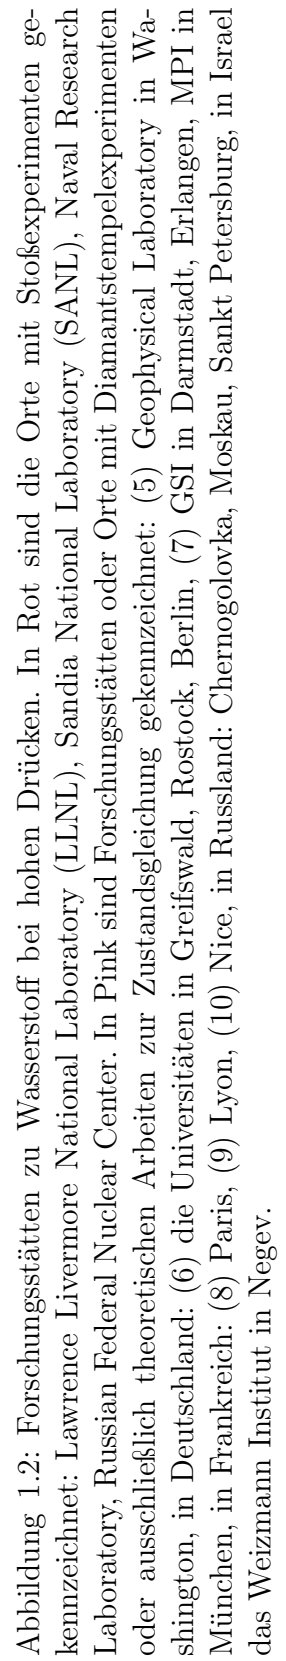 Abbildung 1.2: Forschungsstätten zu Wasserstoff bei hohen Drücken. In Rot sind die Orte mit Stoßexperimenten ge-
kennzeichnet: Lawrence Livermore National Laboratory (LLNL), Sandia National Laboratory (SANL), Naval Research
Laboratory, Russian Federal Nuclear Center. In Pink sind Forschungsstätten oder Orte mit Diamantstempelexperimenten
oder ausschließlich theoretischen Arbeiten zur Zustandsgleichung gekennzeichnet: (5) Geophysical Laboratory in Wa-
shington, in Deutschland: (6) die Universitäten in Greifswald, Rostock, Berlin, (7) GSI in Darmstadt, Erlangen, MPI in
München, in Frankreich: (8) Paris, (9) Lyon, (10) Nice, in Russland: Chernogolovka, Moskau, Sankt Petersburg, in Israel
das Weizmann Institut in Negev.